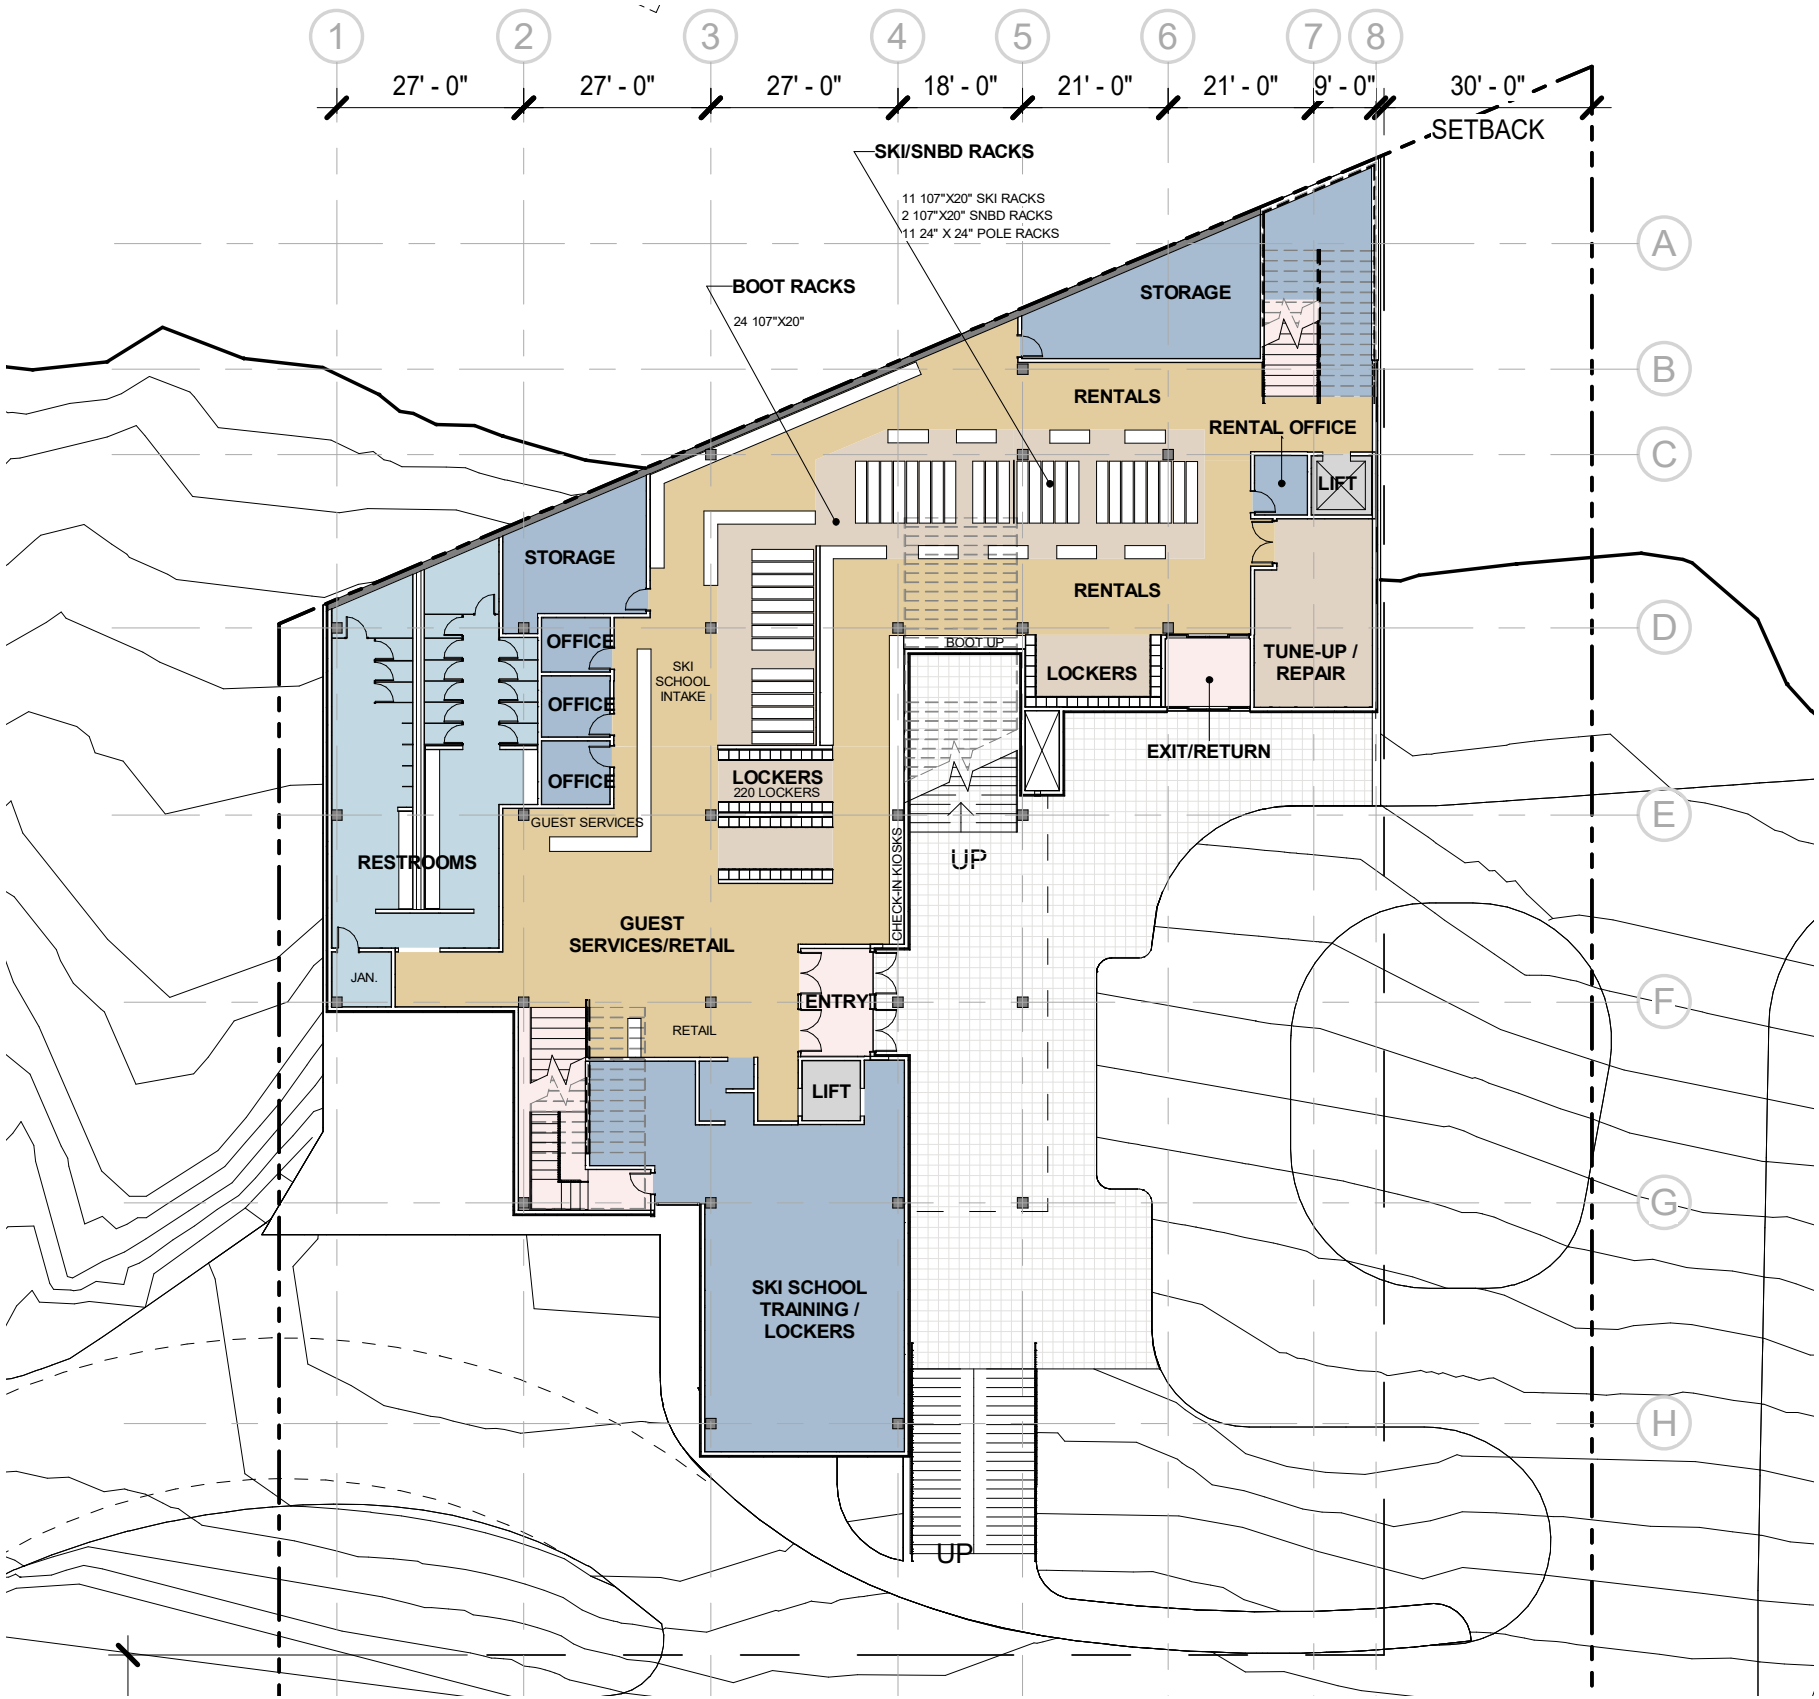 1 2 3 4 5 6 7 8
27' - 0" 27' - 0" 27' - 0" 18' - 0" 21' - 0" 21' - 0" 9' - 0" 30' - 0"
SETBACK
SKI/SNBD RACKS
11 107"X20" SKI RACKS
2 107"X20" SNBD RACKS
11 24" X 24" POLE RACKS
A
BOOT RACKS
24 107"X20"
STORAGE
B
RENTALS
RENTAL OFFICE
C
LIFT
STORAGE
RENTALS
D
OFFICE
BOOT UP
SKI
SCHOOL
INTAKE
LOCKERS
TUNE-UP /
REPAIR
OFFICE
EXIT/RETURN
OFFICE
LOCKERS
220 LOCKERS
E
GUEST SERVICES
CHECK-IN KIOSKS
UP
RESTROOMS
GUEST
SERVICES/RETAIL
JAN.
ENTRY
F
RETAIL
LIFT
G
SKI SCHOOL
TRAINING /
LOCKERS
H
UP